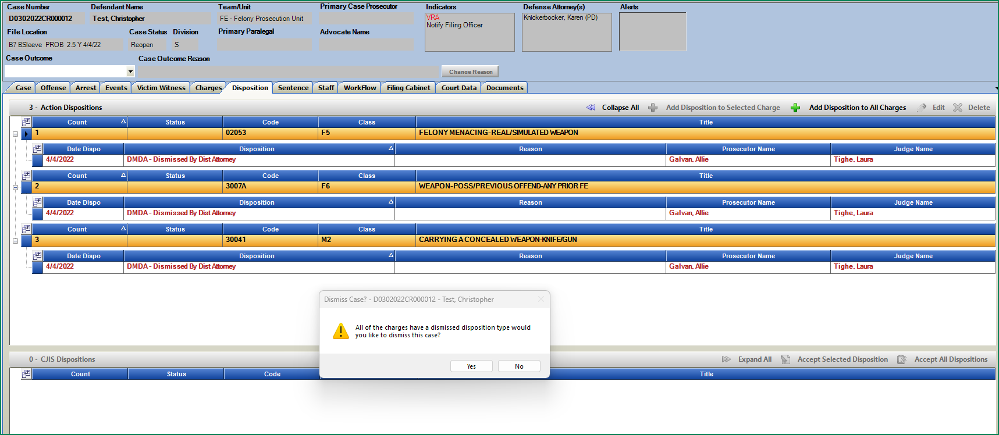 Case Number Defendant Name Team/Unit Primary Case Prosecutor Indicators Defense Attorney(s) Alerts
D0302022CR000012 Test, Christopher FE - Felony Prosecution Unit VRA Knickerbocker, Karen (PD)
Notify Filing Officer
File Location Case Status Division Primary Paralegal Advocate Name
B7 BSleeve PROB 2.5 Y 4/4/22 Reopen S
Case Outcome Case Outcome Reason
Change Reason
Case Offense Arrest Events Victim Witness Charges Disposition Sentence Staff WorkFlow Filing Cabinet Court Data Documents
3 - Action Dispositions Collapse All Add Disposition to Selected Charge Add Disposition to All Charges Edit Delete
Count Status Code Class Title
1 02053 F5 FELONY MENACING-REAL/SIMULATED WEAPON
Date Dispo Disposition Reason Prosecutor Name Judge Name
4/4/2022 DMDA - Dismissed By Dist Attorney Galvan, Allie Tighe, Laura
Count Status Code Class Title
2 3007A F6 WEAPON-POSS/PREVIOUS OFFEND-ANY PRIOR FE
Date Dispo Disposition Reason Prosecutor Name Judge Name
4/4/2022 DMDA - Dismissed By Dist Attorney Galvan, Allie Tighe, Laura
Count Status Code Class Title
3 30041 M2 CARRYING A CONCEALED WEAPON-KNIFE/GUN
Date Dispo Disposition Reason Prosecutor Name Judge Name
4/4/2022 DMDA - Dismissed By Dist Attorney Galvan, Allie Tighe, Laura
Dismiss Case? - D0302022CR000012 - Test, Christopher
All of the charges have a dismissed disposition type would
you like to dismiss this case?
Yes No
0 - CJIS Dispositions Expand All Accept Selected Disposition Accept All Dispositions
Count Status Code Title